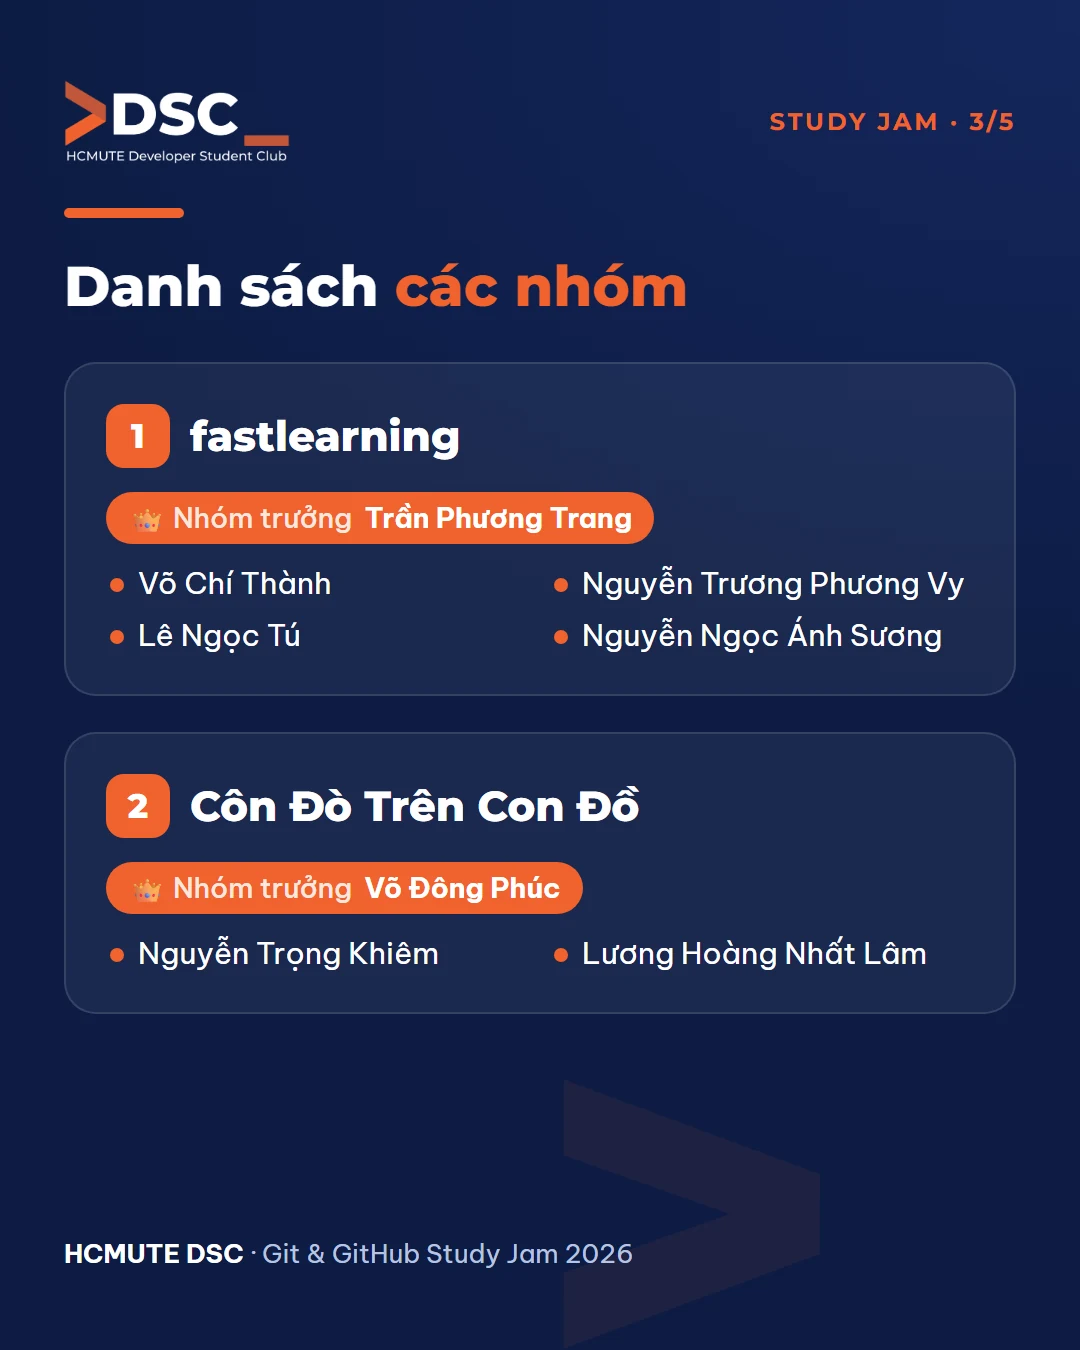 >DSC_
HCMUTE Developer Student Club
STUDY JAM · 3/5
Danh sách các nhóm
1 fastlearning
Nhóm trưởng Trần Phương Trang
Võ Chí Thành
Nguyễn Trương Phương Vy
Lê Ngọc Tú
Nguyễn Ngọc Ánh Sương
2 Côn Đò Trên Con Đồ
Nhóm trưởng Võ Đông Phúc
Nguyễn Trọng Khiêm
Lương Hoàng Nhất Lâm
HCMUTE DSC · Git & GitHub Study Jam 2026